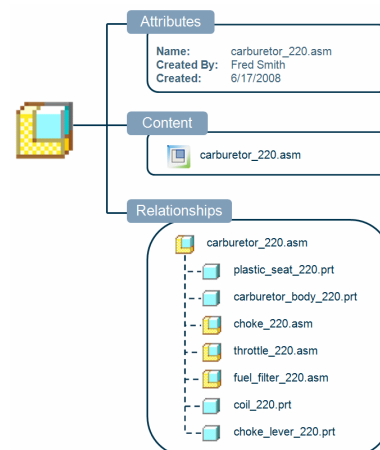 Attributes
Name: carburetor_220.asm
Created By: Fred Smith
Created: 6/17/2008
Content
carburetor_220.asm
Relationships
carburetor_220.asm
plastic_seat_220.prt
carburetor_body_220.prt
choke_220.asm
throttle_220.asm
fuel_filter_220.asm
coil_220.prt
choke_lever_220.prt